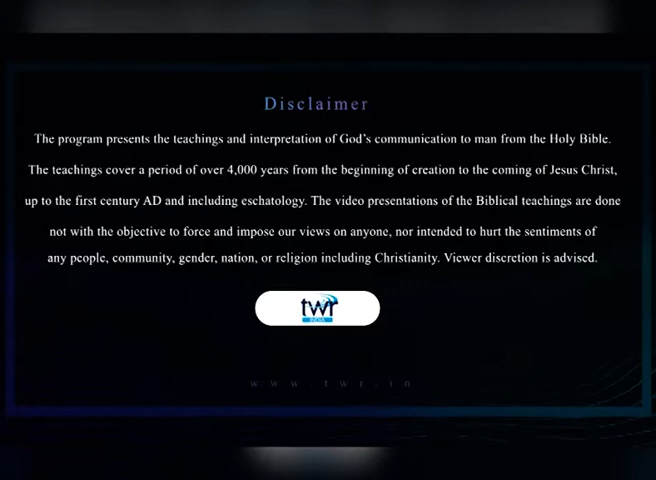 Disclaimer
The program presents the teachings and interpretation of God's communication to man from the Holy Bible.
The teachings cover a period of over 4,000 years from the beginning of creation to the coming of Jesus Christ,
up to the first century AD and including eschatology. The video presentations of the Biblical teachings are done
not with the objective to force and impose our views on anyone, nor intended to hurt the sentiments of
any people, community, gender, nation, or religion including Christianity. Viewer discretion is advised.
twr
INDIA
www.twr.in